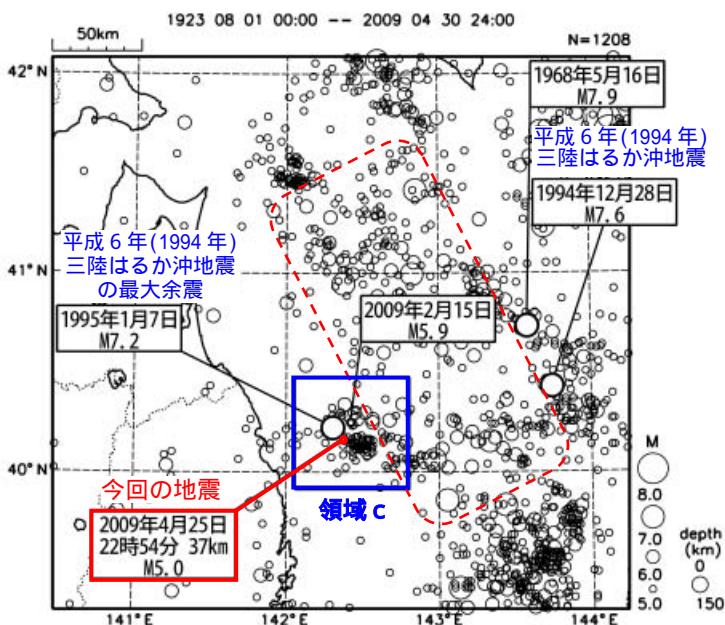 1923 08 01 00:00 -- 2009 04 30 24:00
50km
N=1208
42°N
1968年5月16日
M7.9
平成6年(1994年)
三陸はるか沖地震
1994年12月28日
M7.6
平成6年(1994年)
三陸はるか沖地震
の最大余震
41°N
1995年1月7日
M7.2
2009年2月15日
M5.9
40°N
今回の地震
2009年4月25日
22時54分 37km
M5.0
領域c
M
8.0
7.0
6.0
5.0
depth
(km)
0
150
141°E
142°E
143°E
144°E